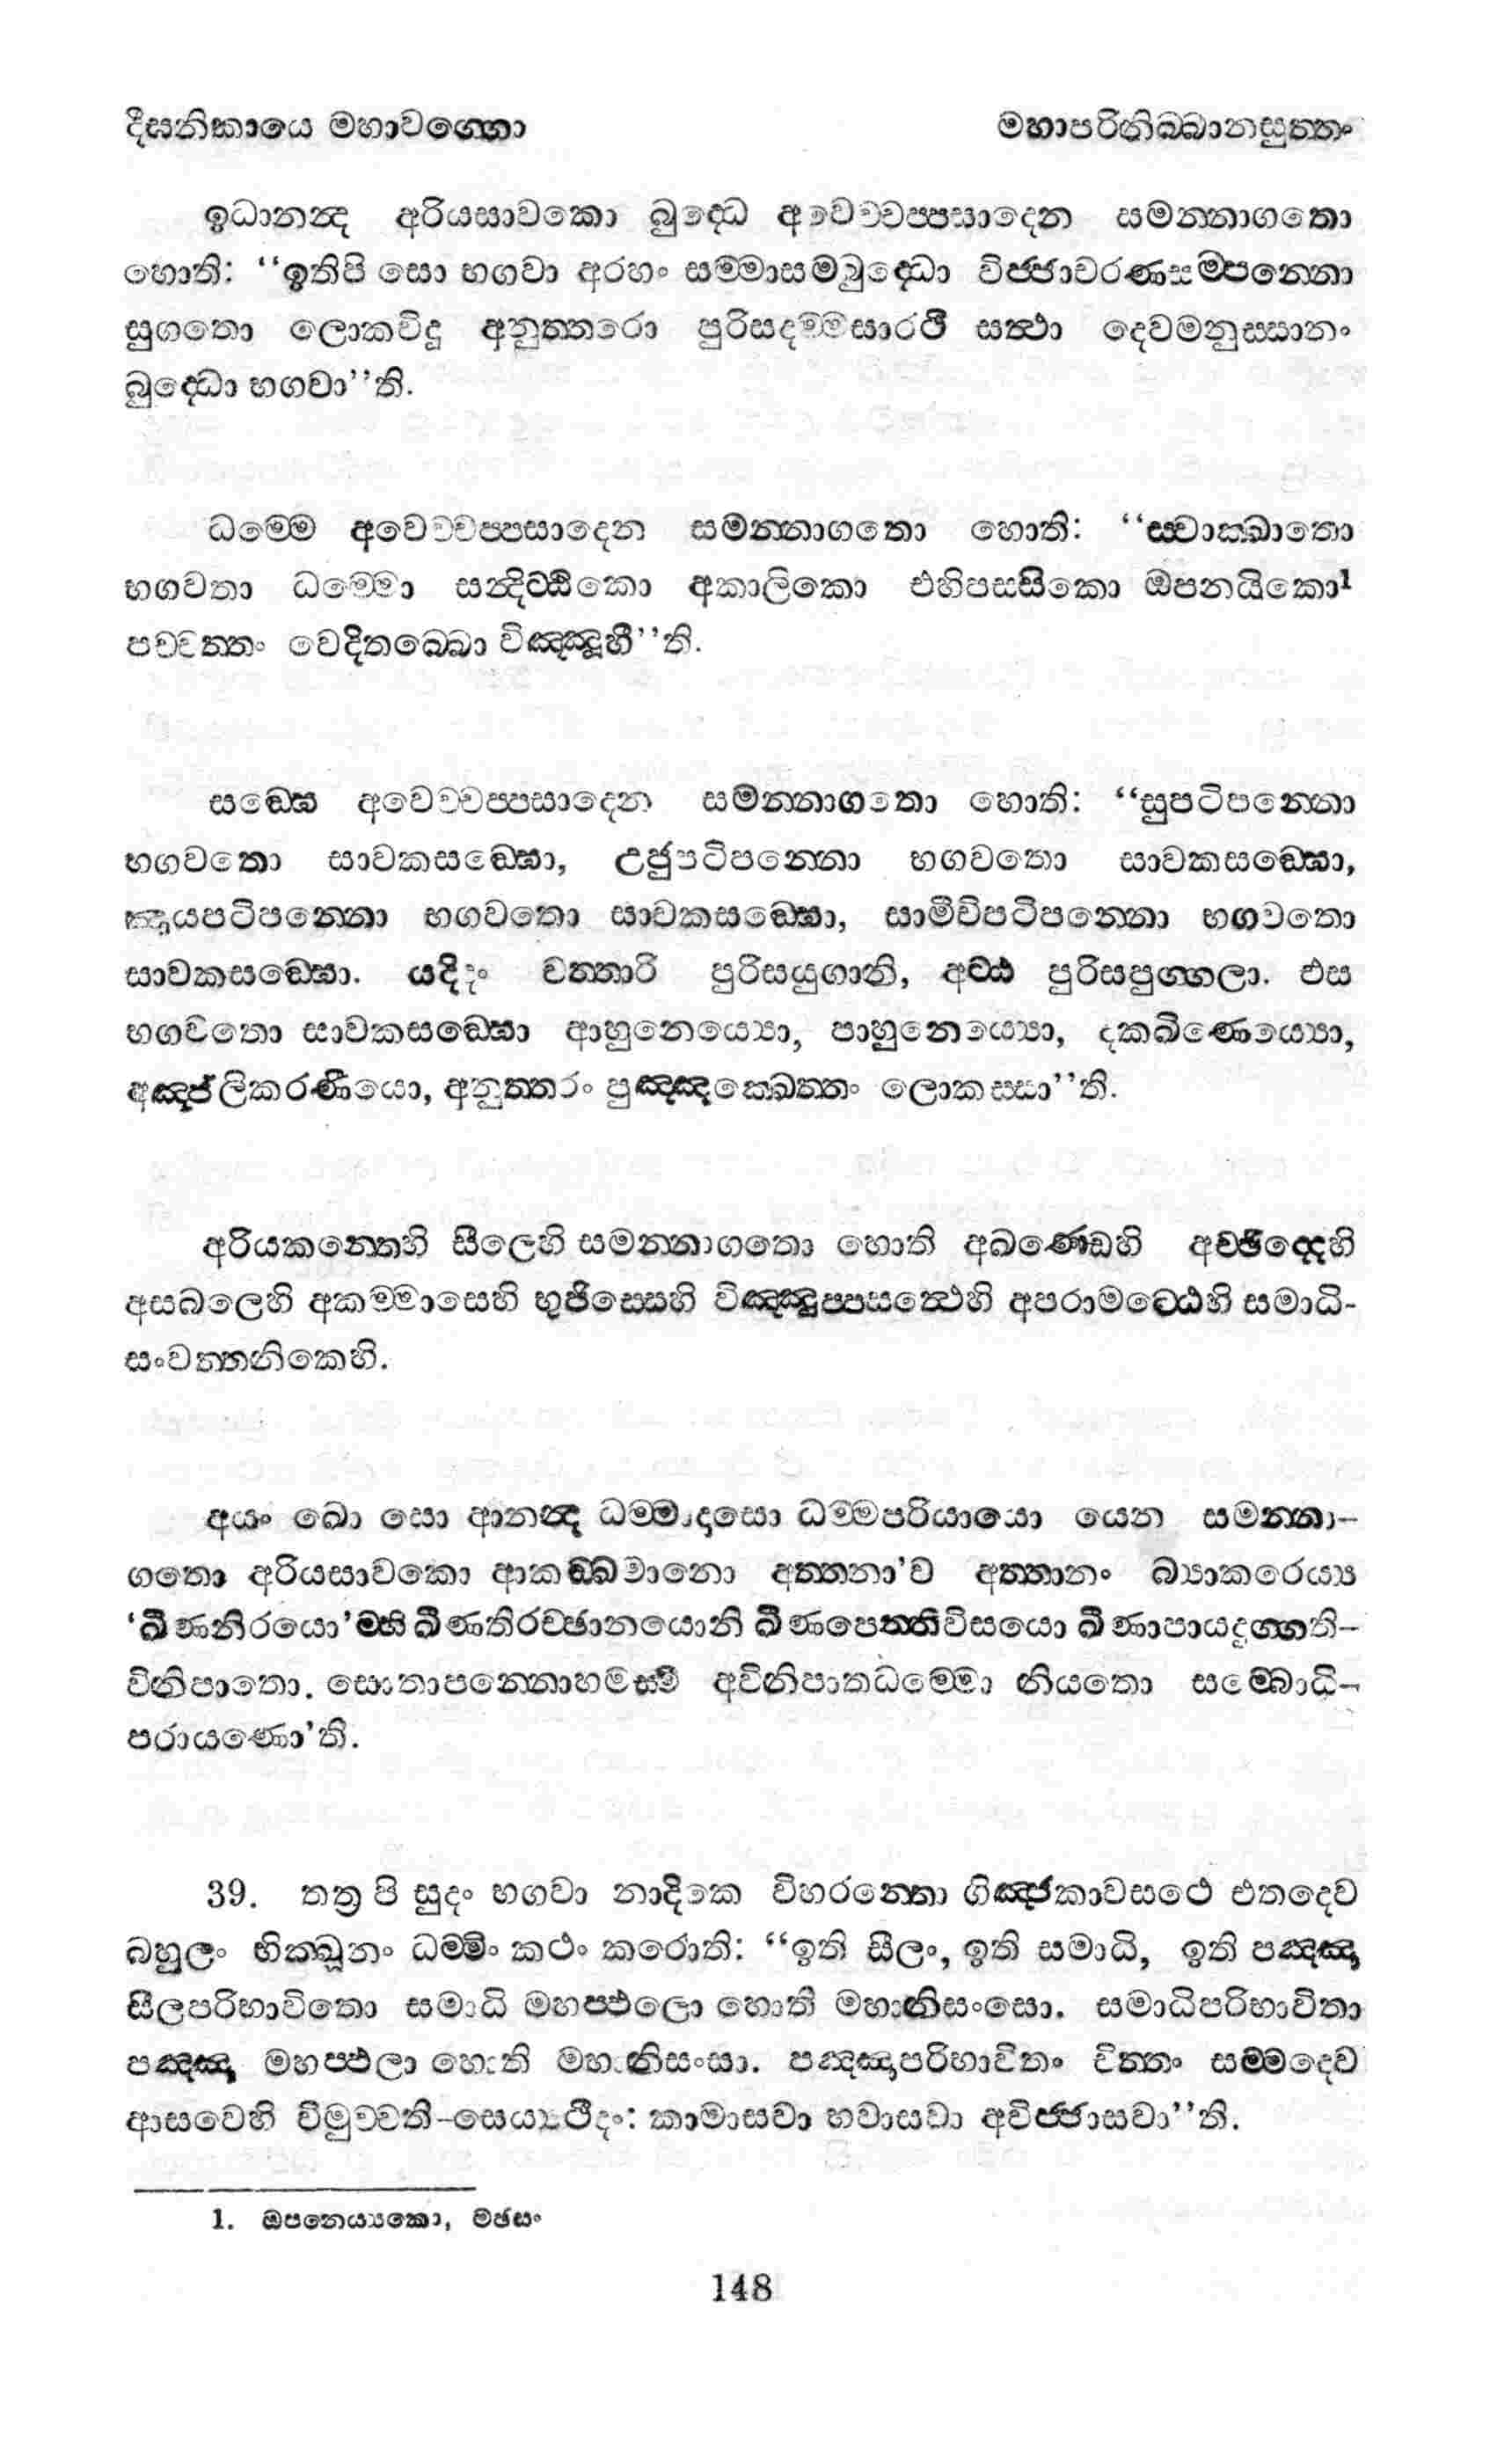 දීඝනිකායෙ මහාවග්ගො	මහාපරිනිබ්බානසුත්තං
ඉධානන්ද අරියසාවකො බුද්ධෙ අවෙච්චප්පසාදෙන සමන්නාගතො
හොති: “ඉතිපි සො භගවා අරහං සම්මාසම්බුද්ධො විජ්ජාචරණසම්පන්නො
සුගතො ලොකවිදූ අනුත්තරො පුරිසදම්මසාරථී සත්ථා දෙවමනුස්සානං
බුද්ධො භගවා”ති.
ධම්මෙ අවෙච්චප්පසාදෙන සමන්නාගතො හොති: “ස්වාක්ඛාතො
භගවතා ධම්මො සන්දිට්ඨිකො අකාලිකො එහිපස්සිකො ඔපනයිකො1
පච්චත්තං වෙදිතබ්බො විඤ්ඤූහී”ති.
සඞ්ඝෙ අවෙච්චප්පසාදෙන සමන්නාගතො හොති: “සුපටිපන්නො
භගවතො සාවකසඞ්ඝො, උජුපටිපන්නො භගවතො සාවකසඞ්ඝො,
ඤායපටිපන්නො භගවතො සාවකසඞ්ඝො, සාමීචිපටිපන්නො භගවතො
සාවකසඞ්ඝො. යදිදං චත්තාරි පුරිසයුගානි, අට්ඨ පුරිසපුග්ගලා. එස
භගවතො සාවකසඞ්ඝො ආහුනෙය්‍යො, පාහුනෙය්‍යො, දක්ඛිණෙය්‍යො,
අඤ්ජලිකරණීයො, අනුත්තරං පුඤ්ඤක්ඛෙත්තං ලොකස්සා”ති.
අරියකන්තෙහි සීලෙහි සමන්නාගතො හොති අඛණ්ඩෙහි අච්ඡිද්දෙහි
අසබලෙහි අකම්මාසෙහි භුජිස්සෙහි විඤ්ඤුප්පසත්ථෙහි අපරාමට්ඨෙහි සමාධි-
සංවත්තනිකෙහි.
අයං ඛො සො ආනන්ද ධම්මාදාසො ධම්මපරියායො යෙන සමන්නා-
ගතො අරියසාවකො ආකඞ්ඛමානො අත්තනා’ව අත්තානං බ්‍යාකරෙය්‍ය
‘ඛීණනිරයො’ම්හි ඛීණතිරච්ඡානයොනි ඛීණපෙත්තිවිසයො ඛීණාපායදුග්ගති-
විනිපාතො. සොතාපන්නොහමස්මි අවිනිපාතධම්මො නියතො සම්බොධි-
පරායණො’ති.
39. තත්‍ර පි සුදං භගවා නාදිකෙ විහරන්තො ගිඤ්ජකාවසථෙ එතදෙව
බහුලං භික්ඛූනං ධම්මිං කථං කරොති: “ඉති සීලං, ඉති සමාධි, ඉති පඤ්ඤා
සීලපරිභාවිතො සමාධි මහප්ඵලො හොති මහානිසංසො. සමාධිපරිභාවිතා
පඤ්ඤා මහප්ඵලා හොති මහානිසංසා. පඤ්ඤාපරිභාවිතං චිත්තං සම්මදෙව
ආසවෙහි විමුච්චති-සෙය්‍යථීදං: කාමාසවා භවාසවා අවිජ්ජාසවා”ති.
1. ඔපනෙය්‍යකො, මඡසං
148